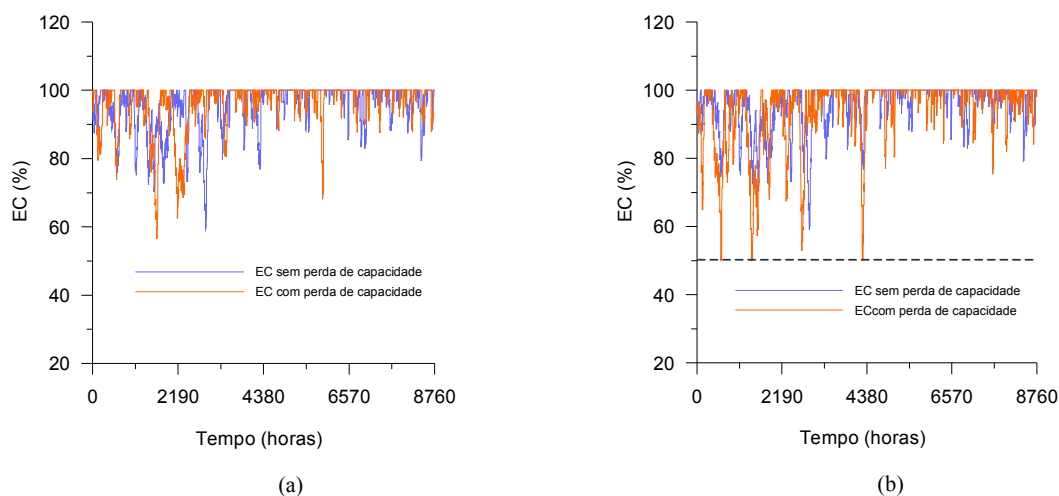 120
100
80
60
40
20
EC (%)
EC sem perda de capacidade
EC com perda de capacidade
0
2190
4380
6570
8760
Tempo (horas)
(a)
120
100
80
60
40
20
EC (%)
EC sem perda de capacidade
ECcom perda de capacidade
0
2190
4380
6570
8760
Tempo (horas)
(b)